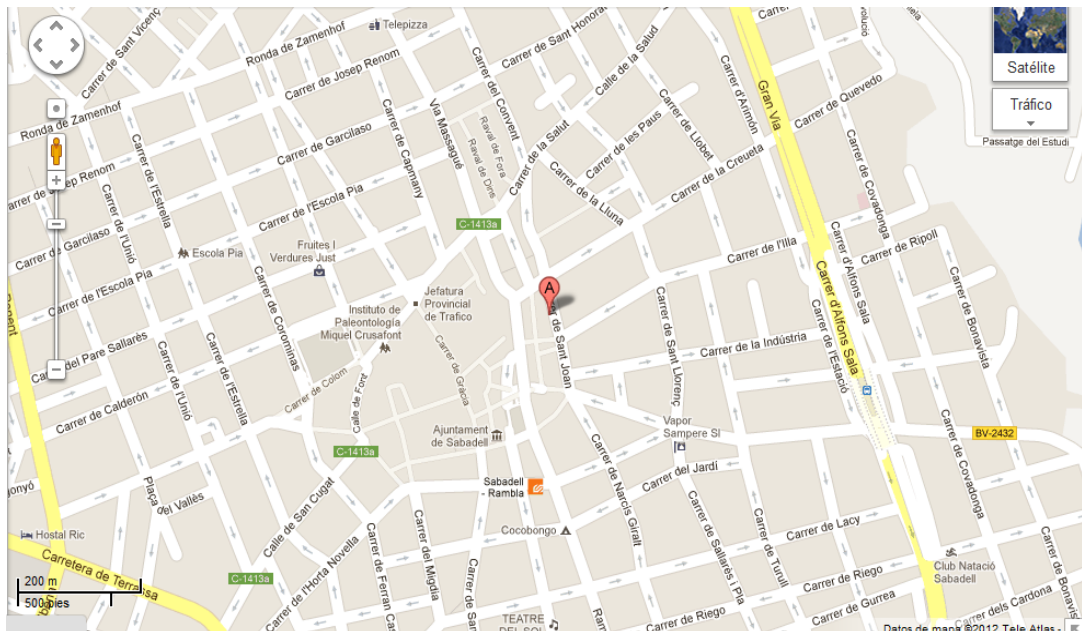 Carrer de Sant Vicenç
Ronda de Zamenhof
Telepizza
Carrer de Sant Honorat
Calle de la Salud
Carrer d'Arimón
Gran Via
Carrer de Quevedo
Satélite
Tráfico
Passatge del Estudi
Ronda de Zamenhof
Carrer de Josep Renom
Via Massagué
Carrer del Convent
Raval de Fora
Raval de Dins
Carrer de la Salut
Carrer de les Paus
Carrer de Llobet
Carrer de Covadonga
Carrer de Garcilaso
Carrer de Capmany
Carrer de la Creueta
Carrer de la Lluna
Carrer de l'Estrella
Carrer de l'Escola Pia
C-1413a
Carrer de l'Illa
Carrer de Ripoll
Carrer de Garcilaso
Carrer de l'Unió
Escola Pia
Fruites I
Verdures Just
Carrer d'Alfons Sala
Carrer d'Alfons Sala
Carrer de l'Escola Pia
Carrer de Corominas
Jefatura
Provincial
de Trafico
A
de Sant Joan
Instituto de
Paleontología
Miquel Crusafont
Carrer de Gràcia
Carrer de Sant Llorenç
Carrer de la Indústria
Carrer de l'Estació
Carrer de Bonavista
del Pare Sallarès
Carrer de l'Unió
Carrer de l'Estrella
Carrer de Colom
Calle de Font
Carrer de Calderón
Ajuntament
de Sabadell
Vapor
Sampere Sl
BV-2432
C-1413a
Carrer de Narcis Giralt
Carrer del Jardí
Carrer de Covadonga
Plaça
del Vallès
Sabadell
- Rambla
Calle de San Cugat
Cocobongo
Carrer de Lacy
Hostal Ric
Carretera de Terrassa
Carrer de l'Horta Novella
Carrer de Ferran
Carrer del Migdia
Carrer de Sallarès i Pla
Carrer de Turull
Club Natació
Sabadell
Carrer de Bonavista
200 m
500 pies
C-1413a
Carrer de Riego
Carrer de Riego
Carrer de Gurrea
Carrer dels Cardona
TEATRE
DEL SOL
Datos de mapa ©2012 Tele Atlas -